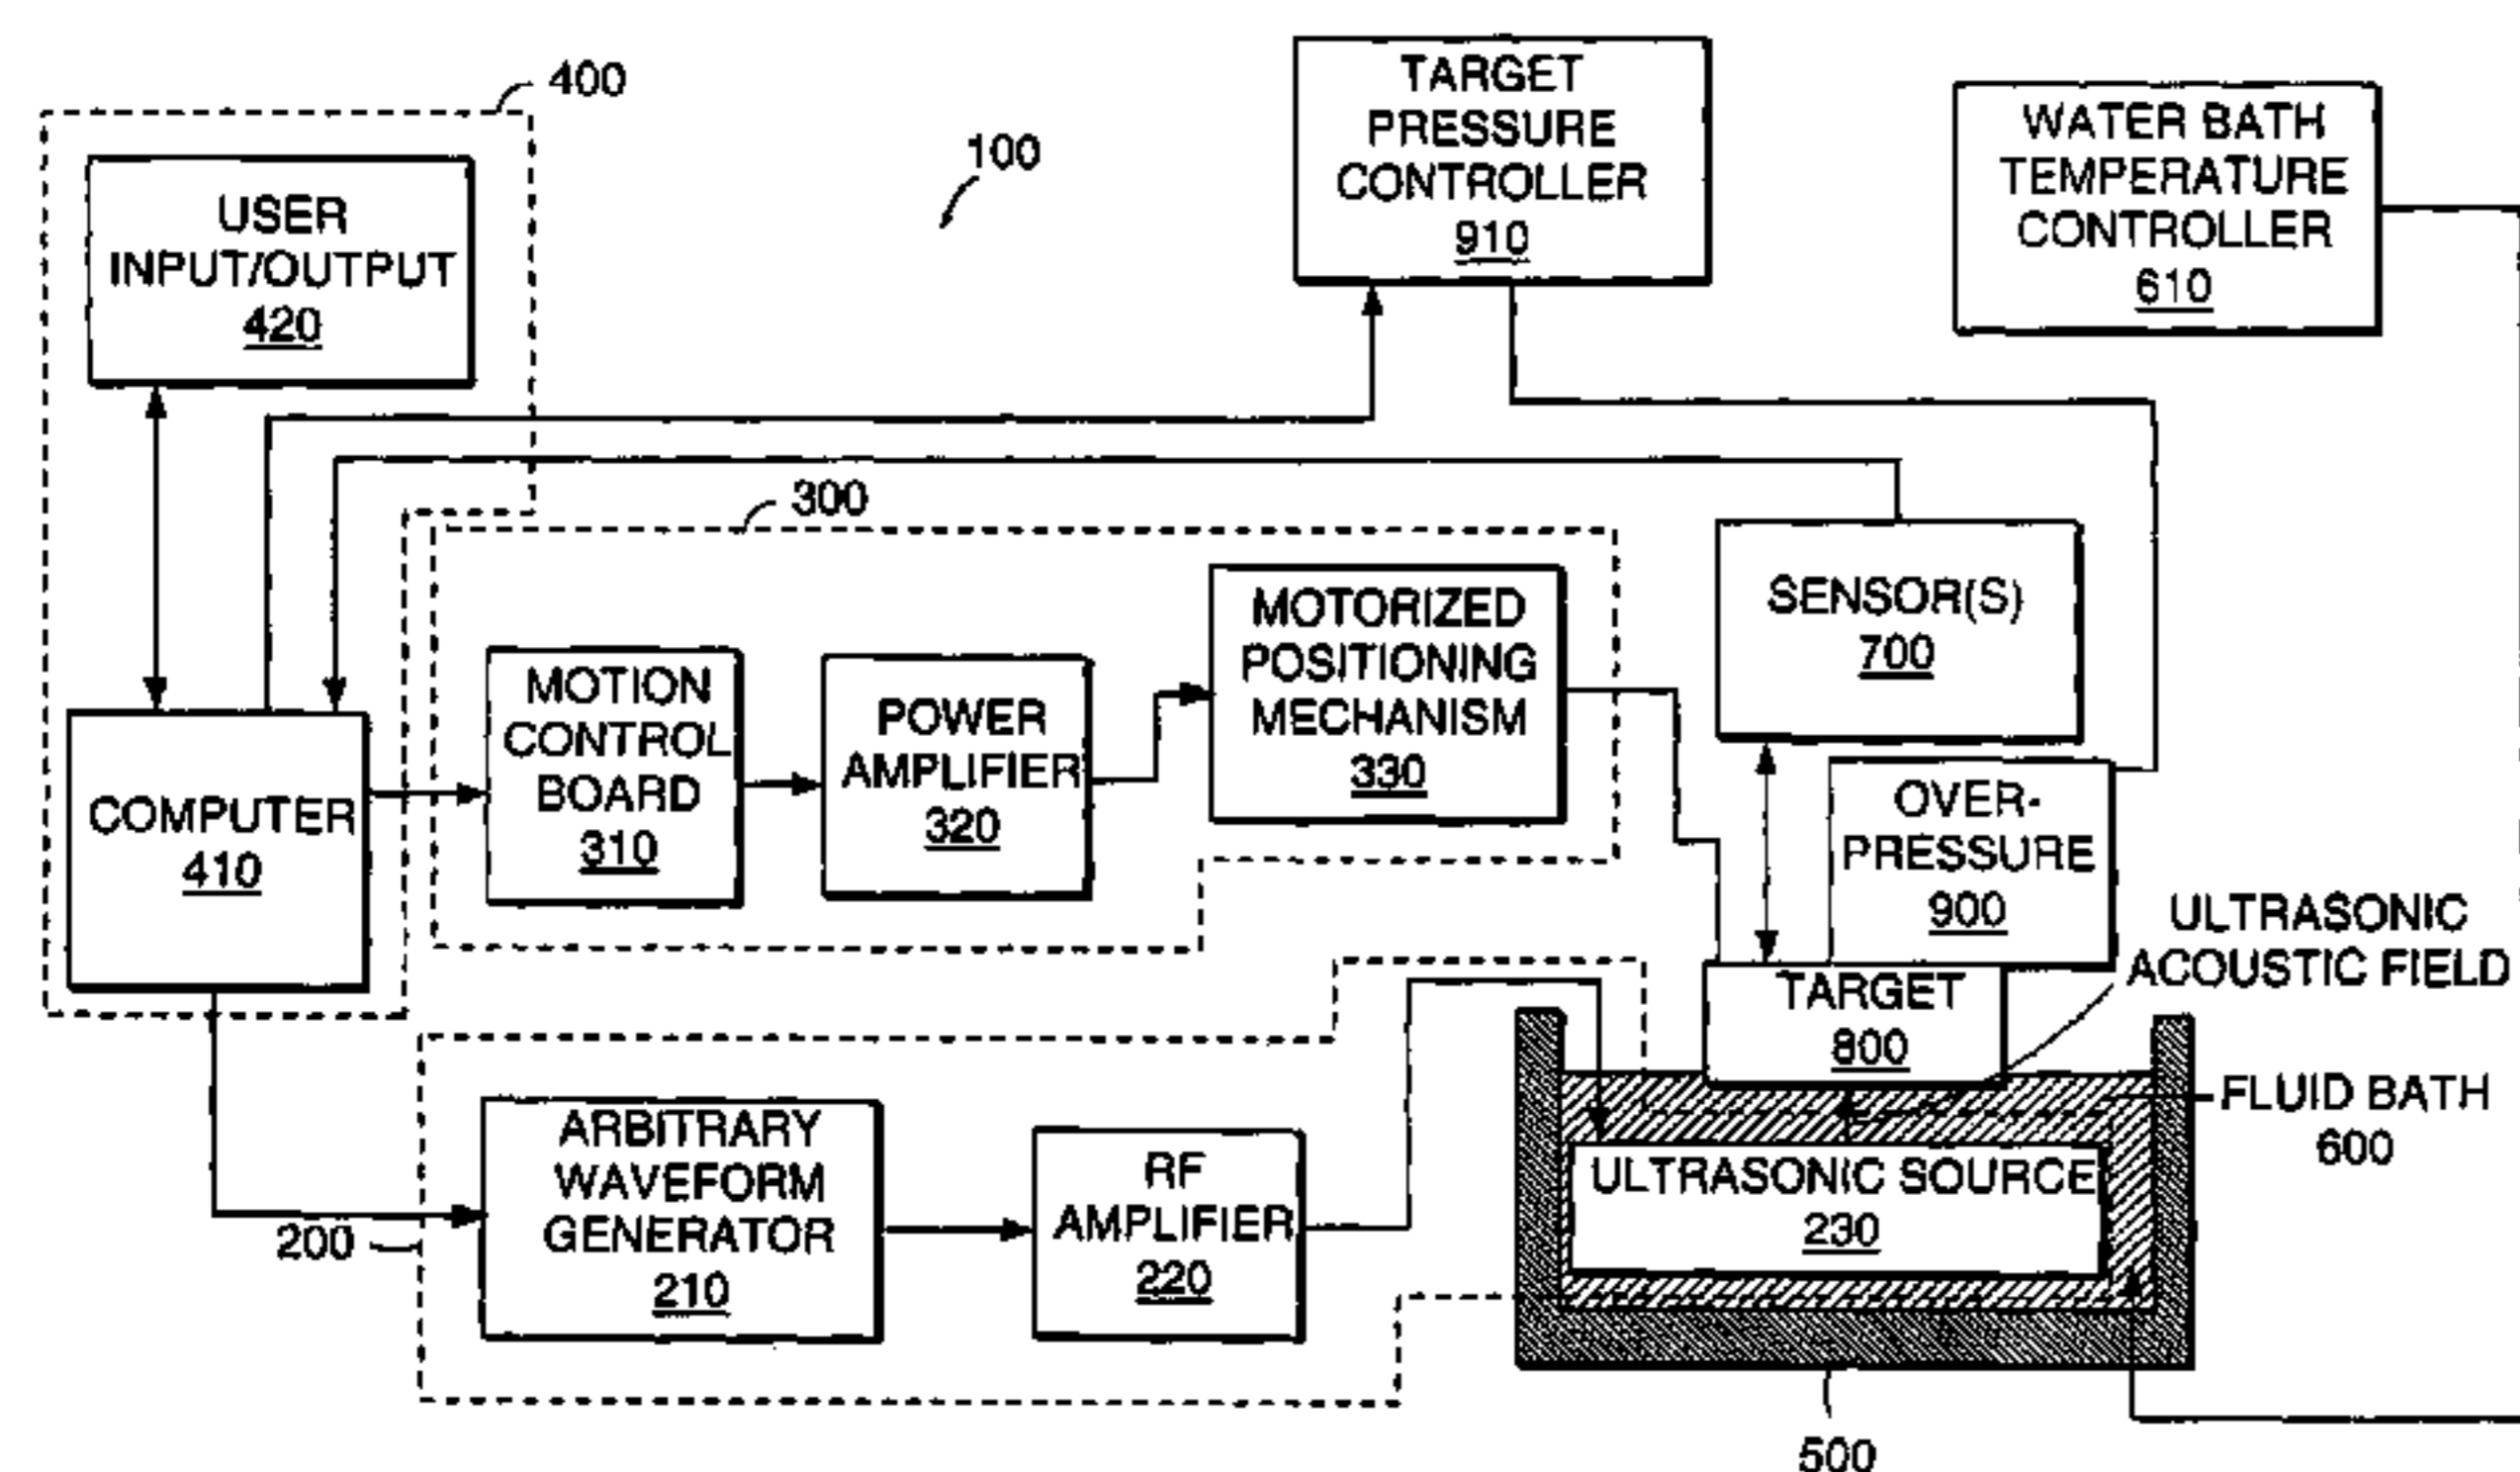 400
USER
INPUT/OUTPUT
420
100
TARGET
PRESSURE
CONTROLLER
910
WATER BATH
TEMPERATURE
CONTROLLER
610
300
MOTION
CONTROL
BOARD
310
POWER
AMPLIFIER
320
MOTORIZED
POSITIONING
MECHANISM
330
SENSOR(S)
700
COMPUTER
410
OVER-
PRESSURE
900
ULTRASONIC
ACOUSTIC FIELD
TARGET
800
FLUID BATH
600
200
ARBITRARY
WAVEFORM
GENERATOR
210
RF
AMPLIFIER
220
ULTRASONIC SOURCE
230
500